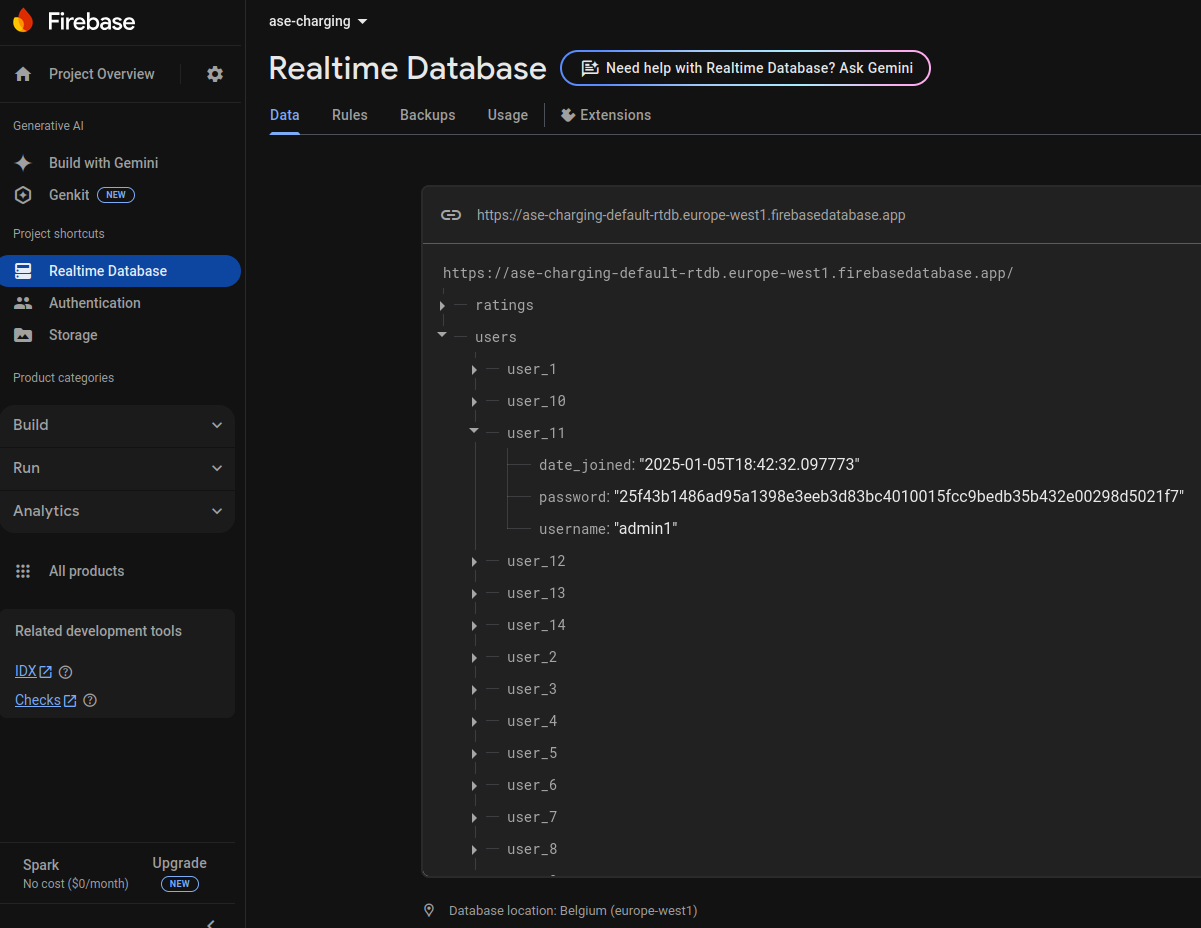 Firebase
Project Overview
Generative AI
Build with Gemini
Genkit NEW
Project shortcuts
Realtime Database
Authentication
Storage
Product categories
Build
Run
Analytics
All products
Related development tools
IDX
Checks
Spark
No cost ($0/month)
Upgrade
NEW
ase-charging
Realtime Database
Need help with Realtime Database? Ask Gemini
Data Rules Backups Usage Extensions
https://ase-charging-default-rtdb.europe-west1.firebasedatabase.app
https://ase-charging-default-rtdb.europe-west1.firebasedatabase.app/
ratings
users
user_1
user_10
user_11
date_joined: "2025-01-05T18:42:32.097773"
password: "25f43b1486ad95a1398e3eeb3d83bc4010015fcc9bedb35b432e00298d5021f7"
username: "admin1"
user_12
user_13
user_14
user_2
user_3
user_4
user_5
user_6
user_7
user_8
Database location: Belgium (europe-west1)